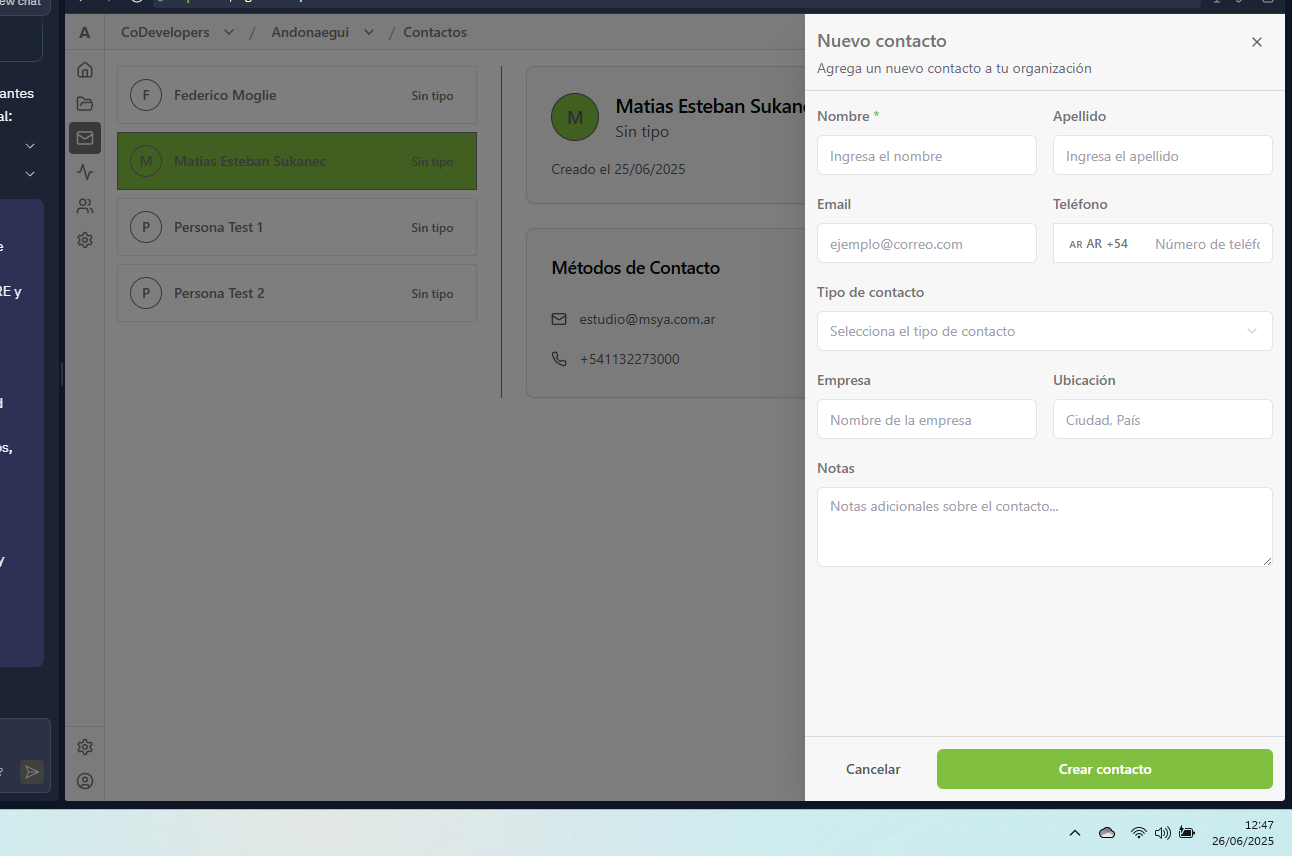 ew chat
antes
al:
e
RE y
d
os,
y
?
A
CoDevelopers / Andonaegui / Contactos
F Federico Moglie Sin tipo
M Matias Esteban Sukanec Sin tipo
P Persona Test 1 Sin tipo
P Persona Test 2 Sin tipo
M
Matias Esteban Sukane
Sin tipo
Creado el 25/06/2025
Métodos de Contacto
estudio@msya.com.ar
+541132273000
Nuevo contacto
Agrega un nuevo contacto a tu organización
Nombre * Apellido
Ingresa el nombre Ingresa el apellido
Email Teléfono
ejemplo@correo.com AR AR +54 Número de teléfo
Tipo de contacto
Selecciona el tipo de contacto
Empresa Ubicación
Nombre de la empresa Ciudad, País
Notas
Notas adicionales sobre el contacto...
Cancelar Crear contacto
12:47
26/06/2025